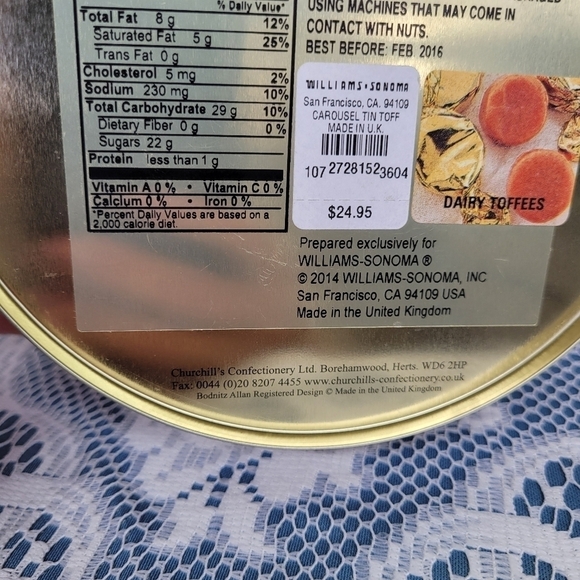 % Daily Value*
Total Fat 8 g 12%
Saturated Fat 5 g 25%
Trans Fat 0 g
Cholesterol 5 mg 2%
Sodium 230 mg 10%
Total Carbohydrate 29 g 10%
Dietary Fiber 0 g 0 %
Sugars 22 g
Protein less than 1 g
Vitamin A 0 % • Vitamin C 0 %
Calcium 0 % • Iron 0 %
*Percent Daily Values are based on a
2,000 calorie diet.
USING MACHINES THAT MAY COME IN
CONTACT WITH NUTS.
BEST BEFORE: FEB 2016
WILLIAMS-SONOMA
San Francisco, CA. 94109
CAROUSEL TIN TOFF
MADE IN U.K.
107 2728152 3604
$24.95
DAIRY TOFFEES
Prepared exclusively for
WILLIAMS-SONOMA ®
© 2014 WILLIAMS-SONOMA, INC
San Francisco, CA 94109 USA
Made in the United Kingdom
Churchill's Confectionery Ltd. Borehamwood, Herts. WD6 2HP
Fax: 0044 (0)20 8207 4455 www.churchills-confectionery.co.uk
Bodnitz Allan Registered Design © Made in the United Kingdom